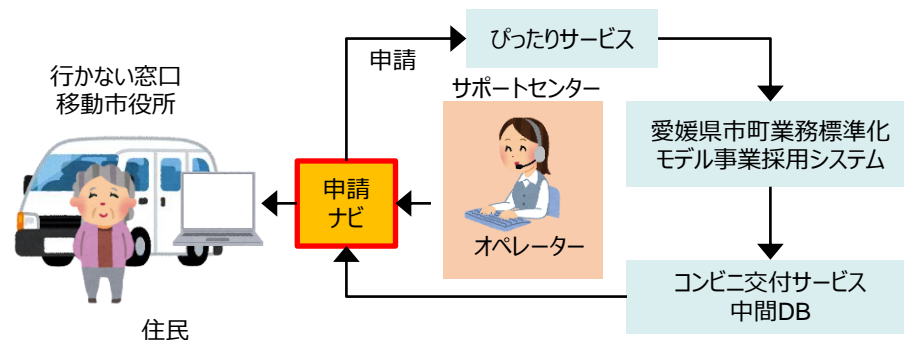 行かない窓口
移動市役所
住民
申請
ナビ
申請
ぴったりサービス
サポートセンター
オペレーター
愛媛県市町業務標準化
モデル事業採用システム
コンビニ交付サービス
中間DB